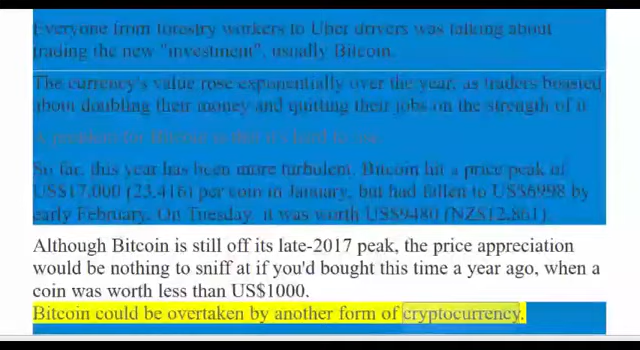 Everyone from forestry workers to Uber drivers was talking about
trading the new "investment", usually Bitcoin.
The currency's value rose exponentially over the year, as traders boasted
about doubling their money and quitting their jobs on the strength of it.
So far, this year has been more turbulent. Bitcoin hit a price peak of
US$17,000 (23,416) per coin in January, but had fallen to US$6998 by
early February. On Tuesday, it was worth US$9480 (NZ$12,861).
Although Bitcoin is still off its late-2017 peak, the price appreciation
would be nothing to sniff at if you'd bought this time a year ago, when a
coin was worth less than US$1000.
Bitcoin could be overtaken by another form of cryptocurrency.